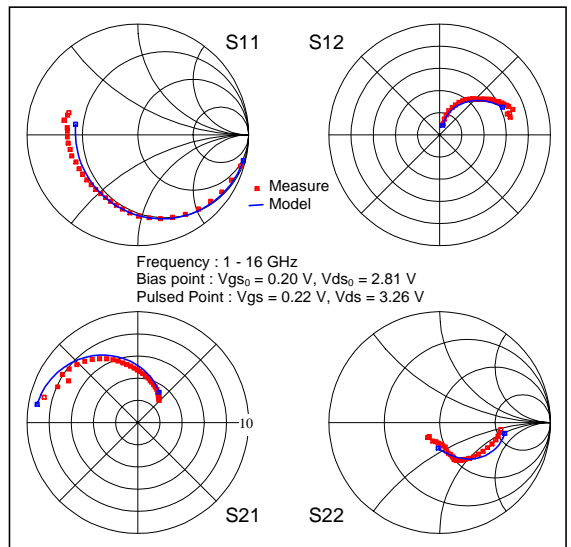 S11
S12
Measure
Model
Frequency : 1 - 16 GHz
Bias point : Vgs₀ = 0.20 V, Vds₀ = 2.81 V
Pulsed Point : Vgs = 0.22 V, Vds = 3.26 V
10
S21
S22